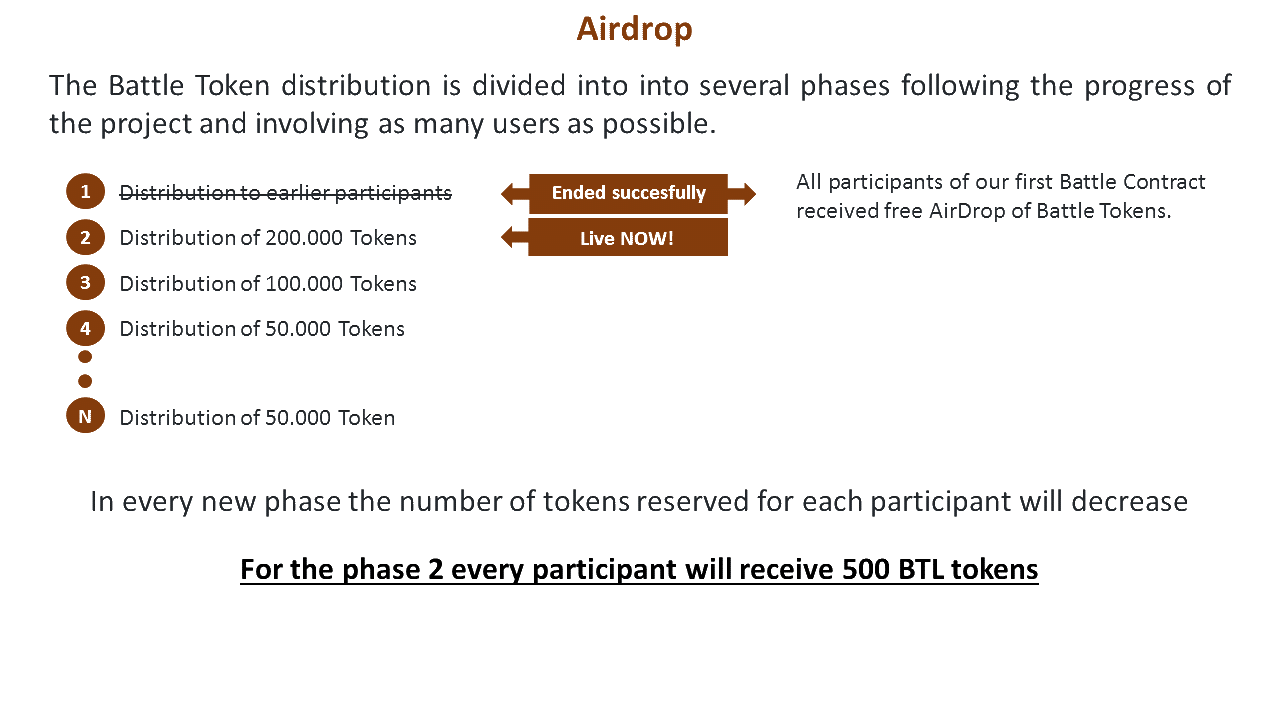 Airdrop
The Battle Token distribution is divided into into several phases following the progress of
the project and involving as many users as possible.
1 Distribution to earlier participants Ended succesfully All participants of our first Battle Contract
received free AirDrop of Battle Tokens.
2 Distribution of 200.000 Tokens Live NOW!
3 Distribution of 100.000 Tokens
4 Distribution of 50.000 Tokens
N Distribution of 50.000 Token
In every new phase the number of tokens reserved for each participant will decrease
For the phase 2 every participant will receive 500 BTL tokens